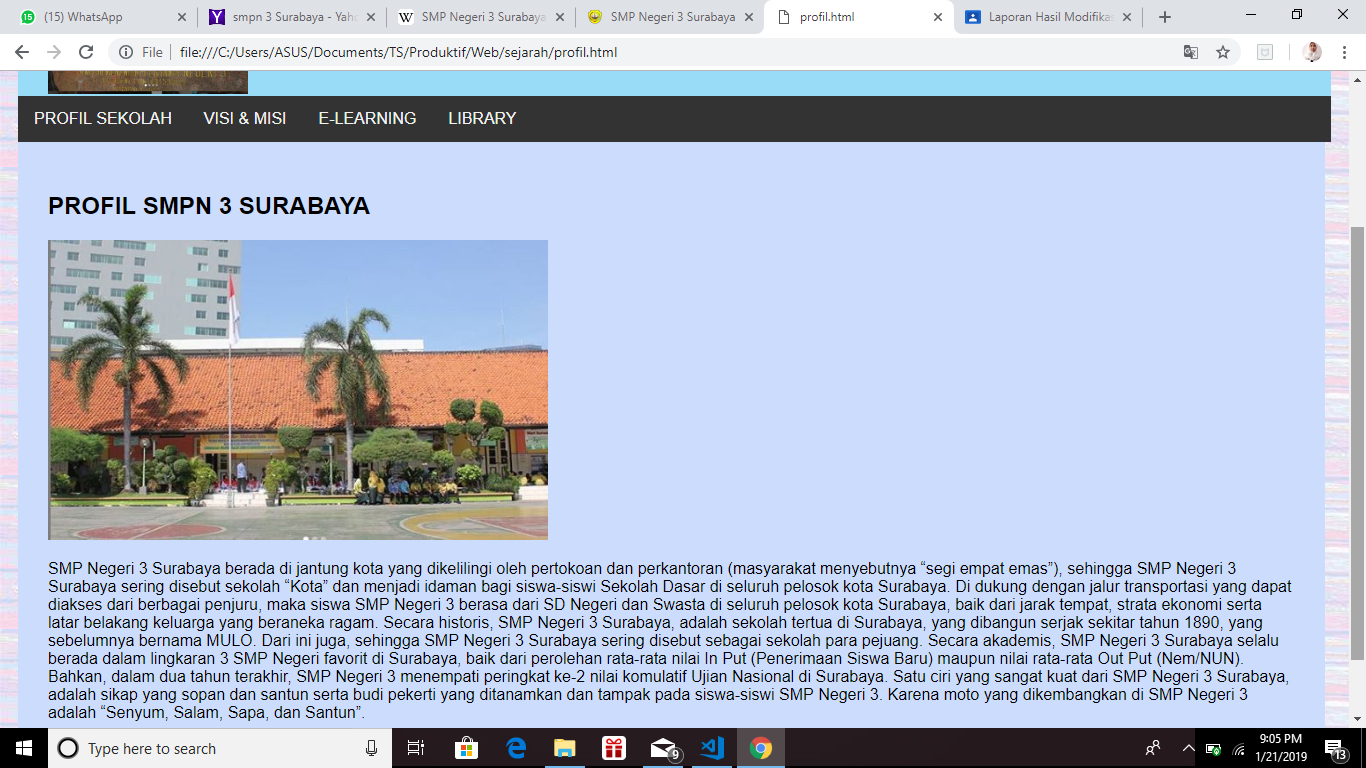 (15) WhatsApp
smpn 3 Surabaya - Yaho
SMP Negeri 3 Surabaya
SMP Negeri 3 Surabaya
profil.html
Laporan Hasil Modifikas
File
file:///C:/Users/ASUS/Documents/TS/Produktif/Web/sejarah/profil.html
PROFIL SEKOLAH
VISI & MISI
E-LEARNING
LIBRARY
PROFIL SMPN 3 SURABAYA
SMP Negeri 3 Surabaya berada di jantung kota yang dikelilingi oleh pertokoan dan perkantoran (masyarakat menyebutnya “segi empat emas”), sehingga SMP Negeri 3
Surabaya sering disebut sekolah “Kota” dan menjadi idaman bagi siswa-siswi Sekolah Dasar di seluruh pelosok kota Surabaya. Di dukung dengan jalur transportasi yang dapat
diakses dari berbagai penjuru, maka siswa SMP Negeri 3 berasa dari SD Negeri dan Swasta di seluruh pelosok kota Surabaya, baik dari jarak tempat, strata ekonomi serta
latar belakang keluarga yang beraneka ragam. Secara historis, SMP Negeri 3 Surabaya, adalah sekolah tertua di Surabaya, yang dibangun serjak sekitar tahun 1890, yang
sebelumnya bernama MULO. Dari ini juga, sehingga SMP Negeri 3 Surabaya sering disebut sebagai sekolah para pejuang. Secara akademis, SMP Negeri 3 Surabaya selalu
berada dalam lingkaran 3 SMP Negeri favorit di Surabaya, baik dari perolehan rata-rata nilai In Put (Penerimaan Siswa Baru) maupun nilai rata-rata Out Put (Nem/NUN).
Bahkan, dalam dua tahun terakhir, SMP Negeri 3 menempati peringkat ke-2 nilai komulatif Ujian Nasional di Surabaya. Satu ciri yang sangat kuat dari SMP Negeri 3 Surabaya,
adalah sikap yang sopan dan santun serta budi pekerti yang ditanamkan dan tampak pada siswa-siswi SMP Negeri 3. Karena moto yang dikembangkan di SMP Negeri 3
adalah “Senyum, Salam, Sapa, dan Santun”.
Type here to search
9
9:05 PM
1/21/2019
13